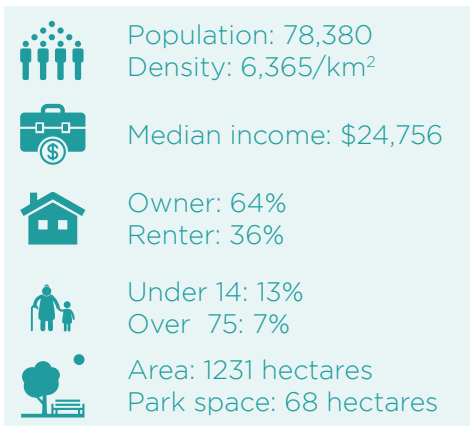 Population: 78,380
Density: 6,365/km²
$
Median income: $24,756
Owner: 64%
Renter: 36%
Under 14: 13%
Over 75: 7%
Area: 1231 hectares
Park space: 68 hectares